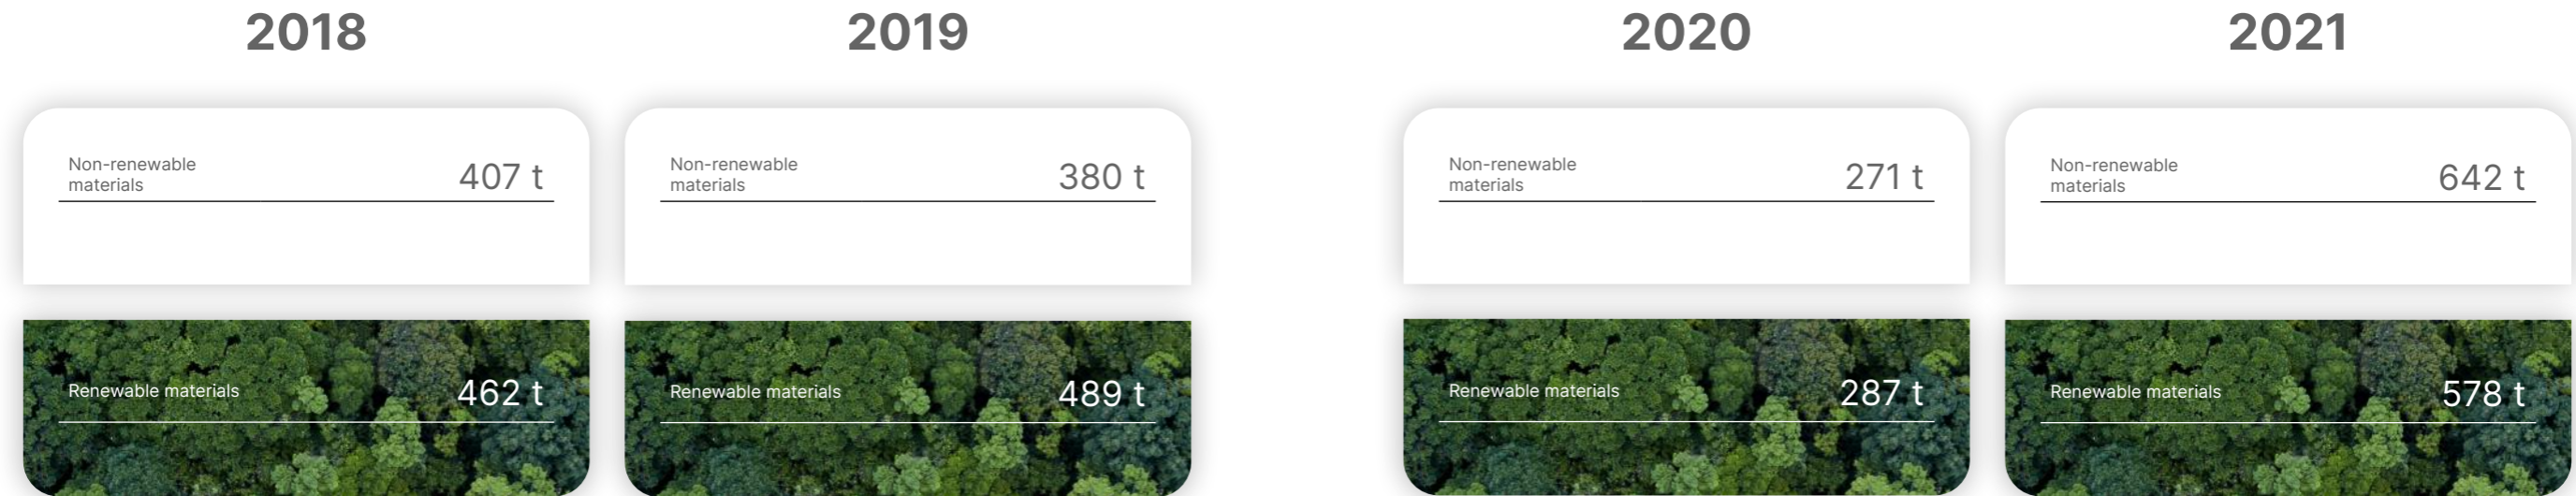 2018
2019
2020
2021
Non-renewable
materials
407 t
Non-renewable
materials
380 t
Non-renewable
materials
271 t
Non-renewable
materials
642 t
Renewable materials
462 t
Renewable materials
489 t
Renewable materials
287 t
Renewable materials
578 t